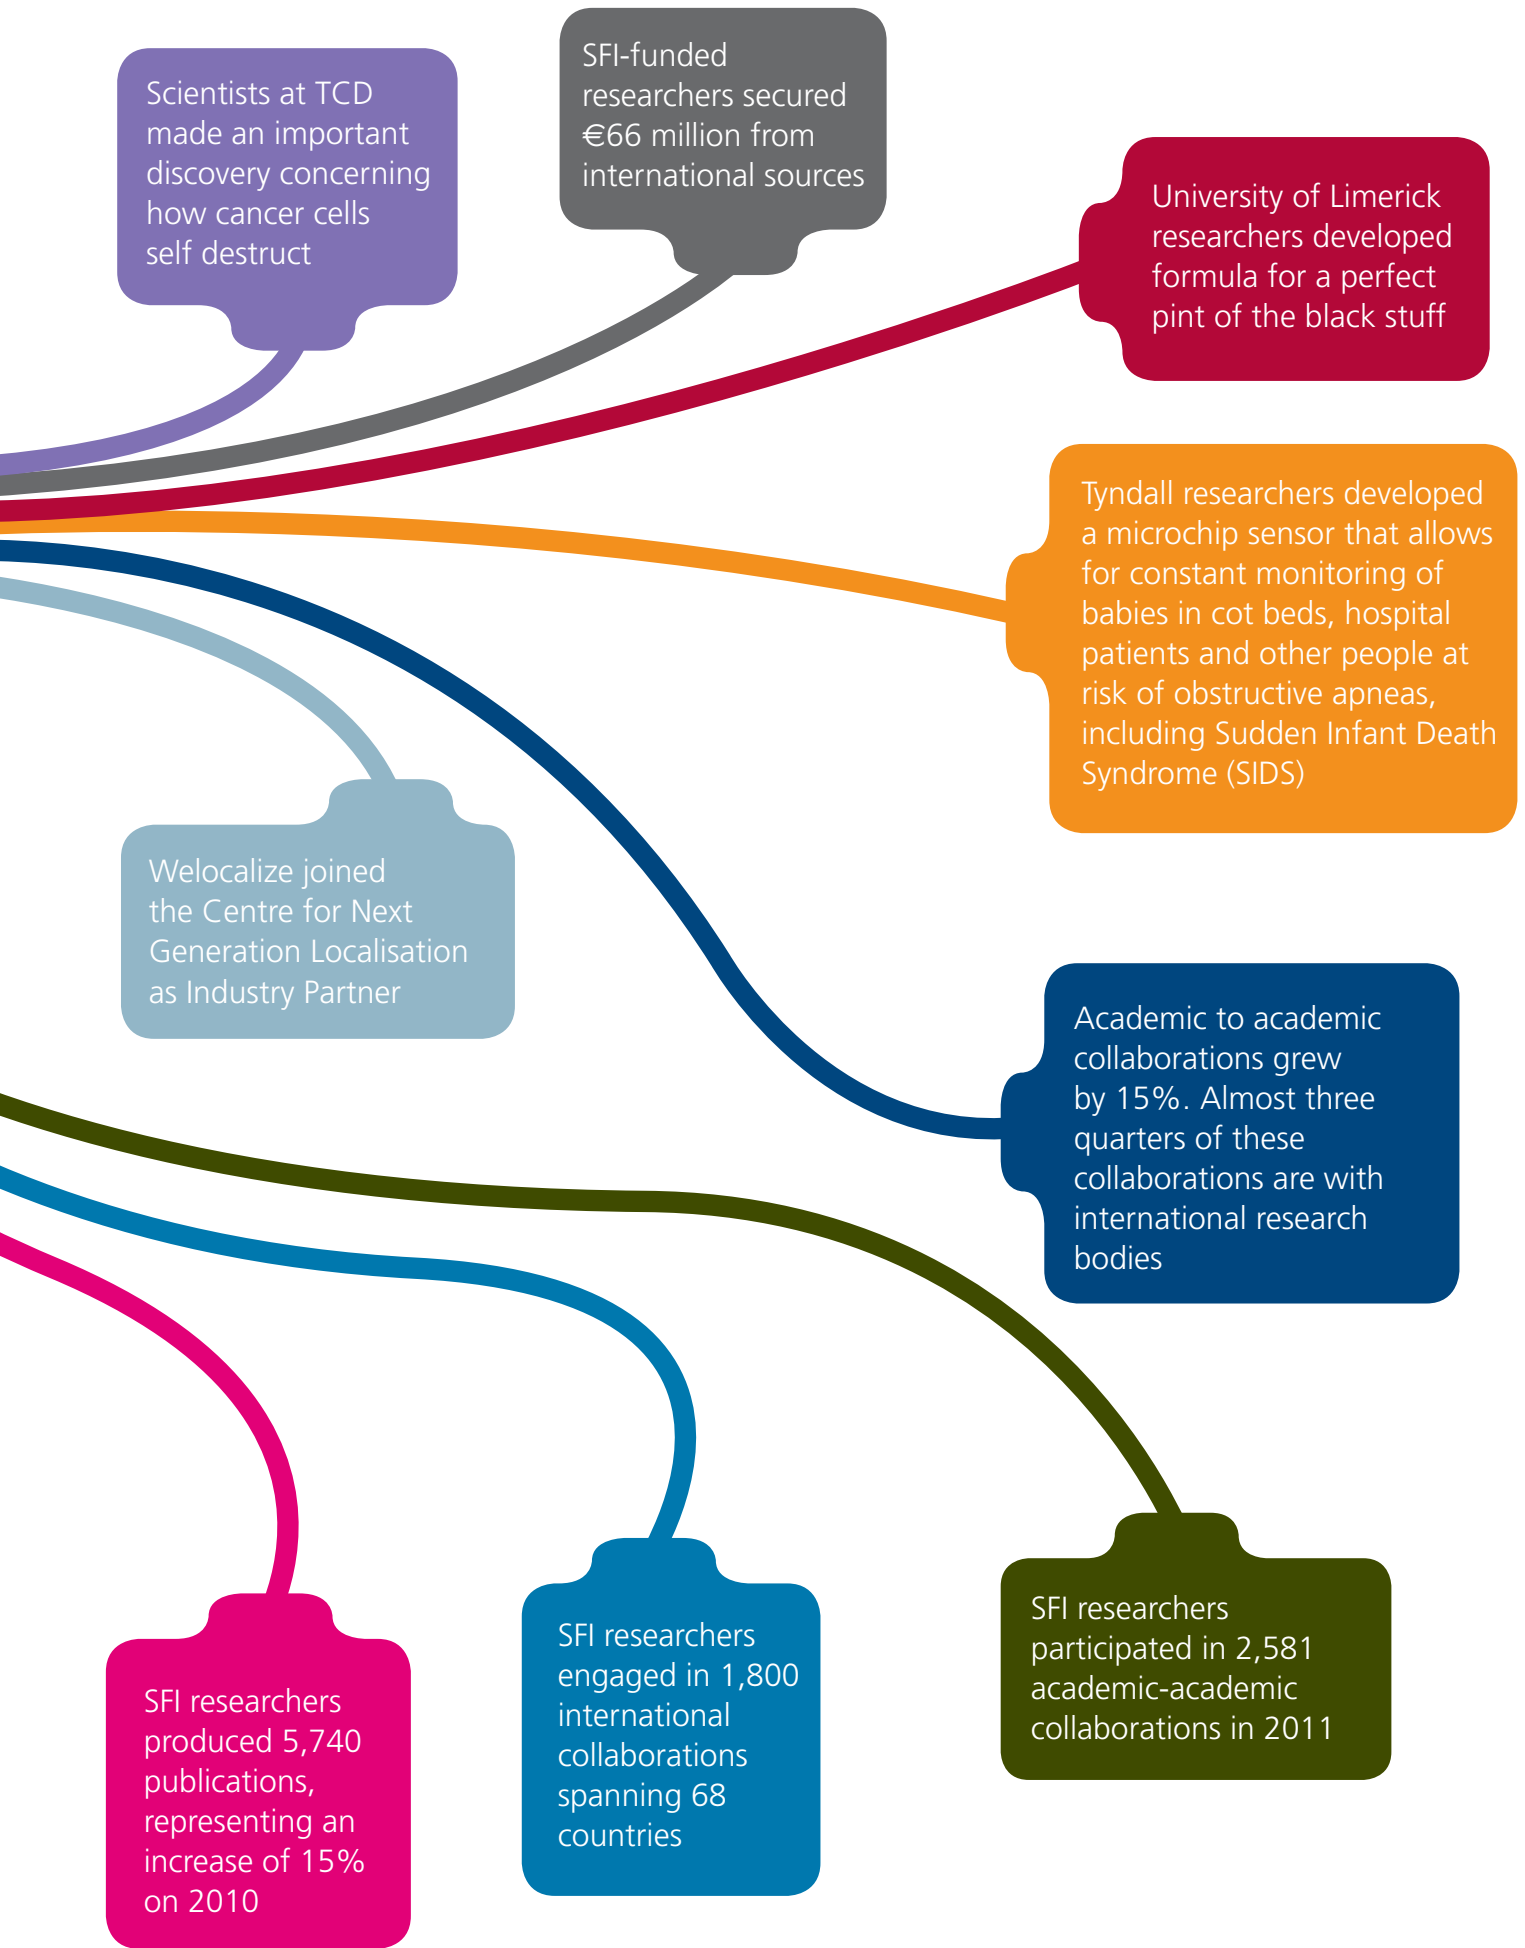 Scientists at TCD
made an important
discovery concerning
how cancer cells
self destruct
SFI-funded
researchers secured
€66 million from
international sources
University of Limerick
researchers developed
formula for a perfect
pint of the black stuff
Tyndall researchers developed
a microchip sensor that allows
for constant monitoring of
babies in cot beds, hospital
patients and other people at
risk of obstructive apneas,
including Sudden Infant Death
Syndrome (SIDS)
Welocalize joined
the Centre for Next
Generation Localisation
as Industry Partner
Academic to academic
collaborations grew
by 15%. Almost three
quarters of these
collaborations are with
international research
bodies
SFI researchers
produced 5,740
publications,
representing an
increase of 15%
on 2010
SFI researchers
engaged in 1,800
international
collaborations
spanning 68
countries
SFI researchers
participated in 2,581
academic-academic
collaborations in 2011